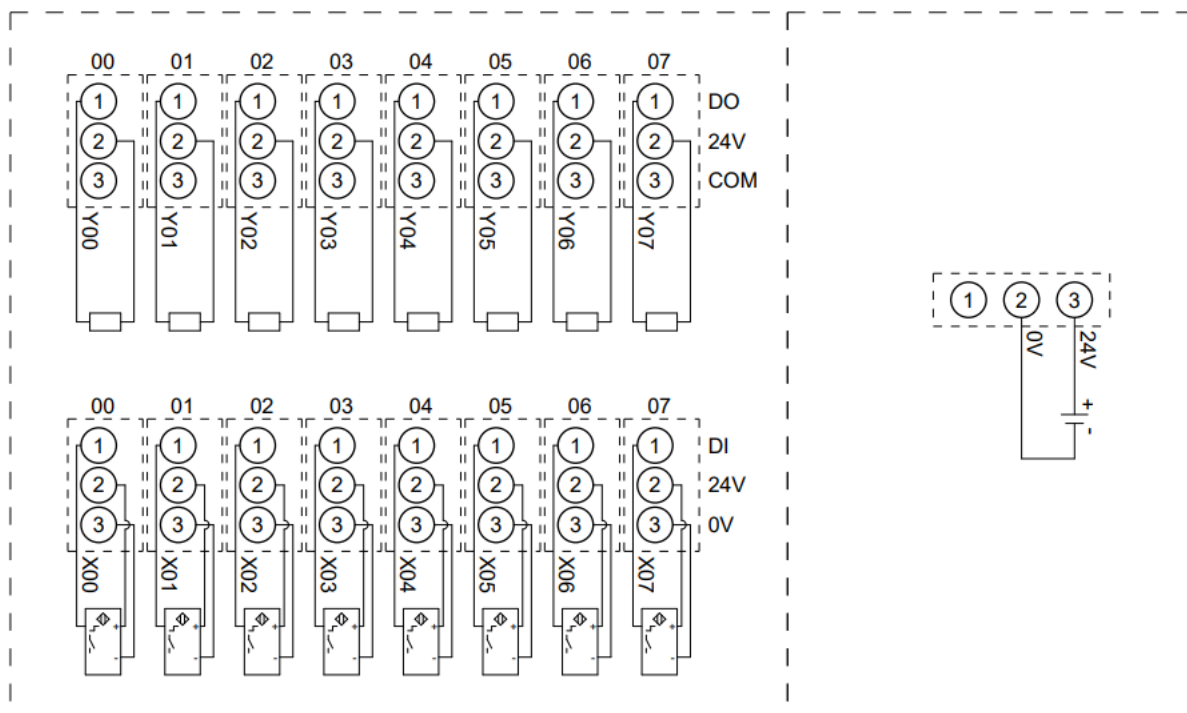 00 01 02 03 04 05 06 07
1 1 1 1 1 1 1 1 DO
2 2 2 2 2 2 2 2 24V
3 3 3 3 3 3 3 3 COM
Y00 Y01 Y02 Y03 Y04 Y05 Y06 Y07
00 01 02 03 04 05 06 07
1 1 1 1 1 1 1 1 DI
2 2 2 2 2 2 2 2 24V
3 3 3 3 3 3 3 3 0V
X00 X01 X02 X03 X04 X05 X06 X07
+ + + + + + + +
- - - - - - - -
1 2 3
0V 24V
+
-